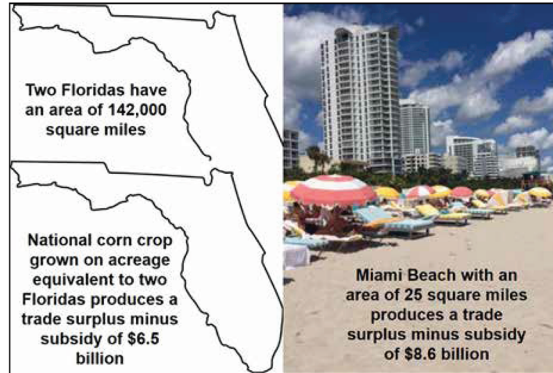 Two Floridas have
an area of 142,000
square miles
National corn crop
grown on acreage
equivalent to two
Floridas produces a
trade surplus minus
subsidy of $6.5
billion
Miami Beach with an
area of 25 square miles
produces a trade
surplus minus subsidy
of $8.6 billion